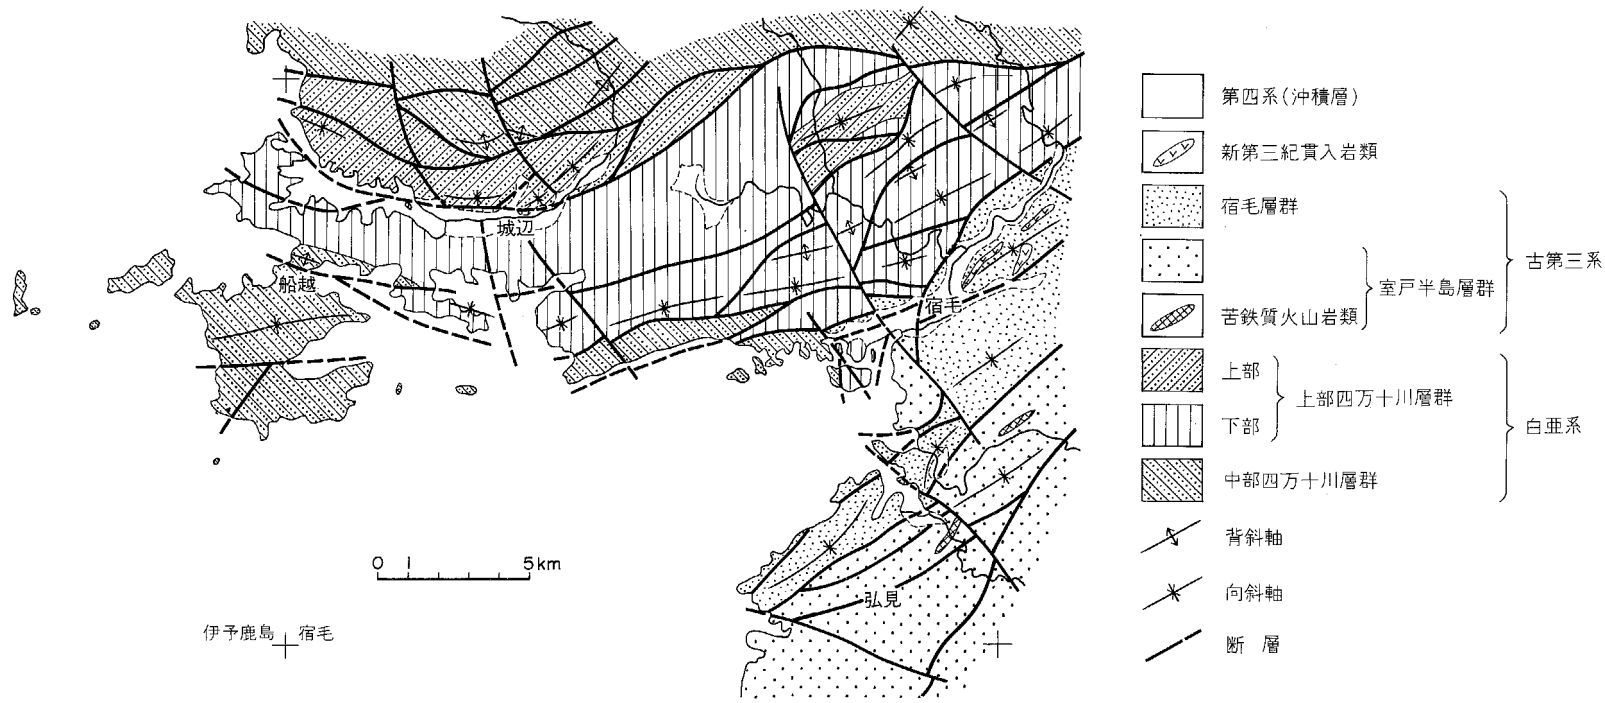 城辺
船越
宿毛
弘見
0 1 5km
伊予鹿島 宿毛
第四系(沖積層)
新第三紀貫入岩類
宿毛層群
室戸半島層群
苦鉄質火山岩類
古第三系
上部
上部四万十川層群
下部
白亜系
中部四万十川層群
背斜軸
向斜軸
断層